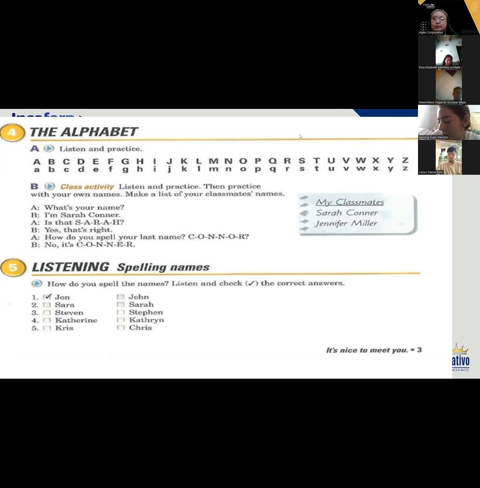 4 THE ALPHABET
A Listen and practice.
A B C D E F G H I J K L M N O P Q R S T U V W X Y Z
a b c d e f g h i j k l m n o p q r s t u v w x y z
B Class activity Listen and practice. Then practice
with your own names. Make a list of your classmates' names.
A: What's your name?
B: I'm Sarah Conner.
A: Is that S-A-R-A-H?
B: Yes, that's right.
A: How do you spell your last name? C-O-N-N-O-R?
B: No, it's C-O-N-N-E-R.
My Classmates
Sarah Conner
Jennifer Miller
5 LISTENING Spelling names
How do you spell the names? Listen and check (✓) the correct answers.
1. ✓ Jon John
2. Sara Sarah
3. Steven Stephen
4. Katherine Kathryn
5. Kris Chris
It's nice to meet you. • 3
ativo